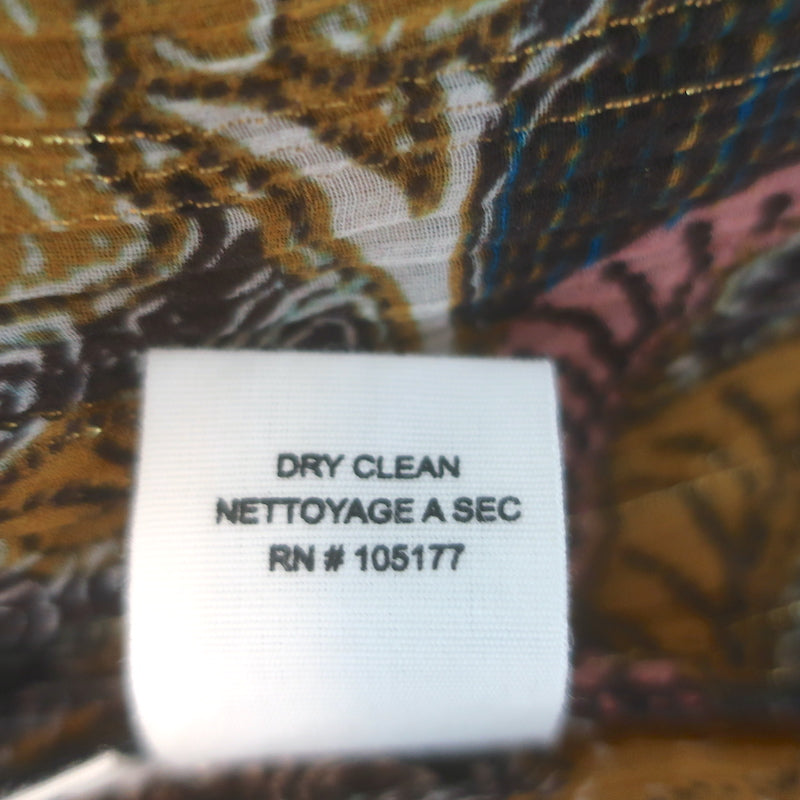 DRY CLEAN
NETTOYAGE A SEC
RN # 105177